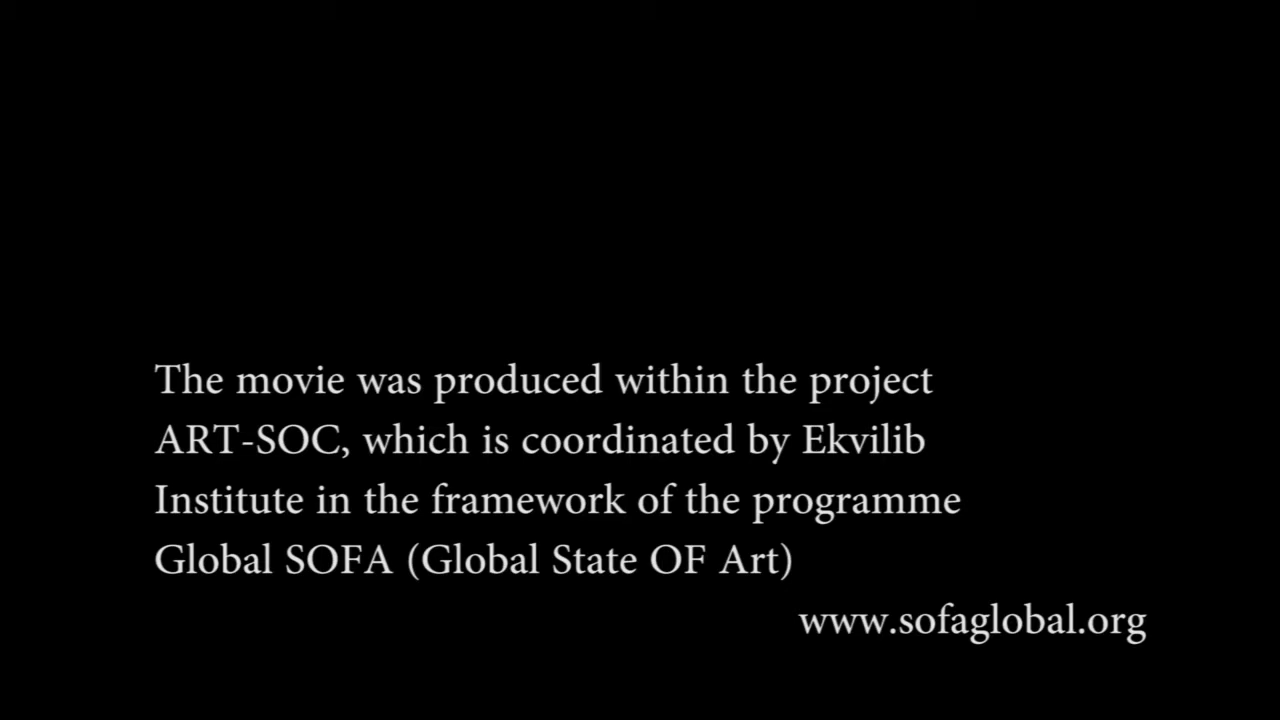 The movie was produced within the project
ART-SOC, which is coordinated by Ekvilib
Institute in the framework of the programme
Global SOFA (Global State OF Art)
www.sofaglobal.org